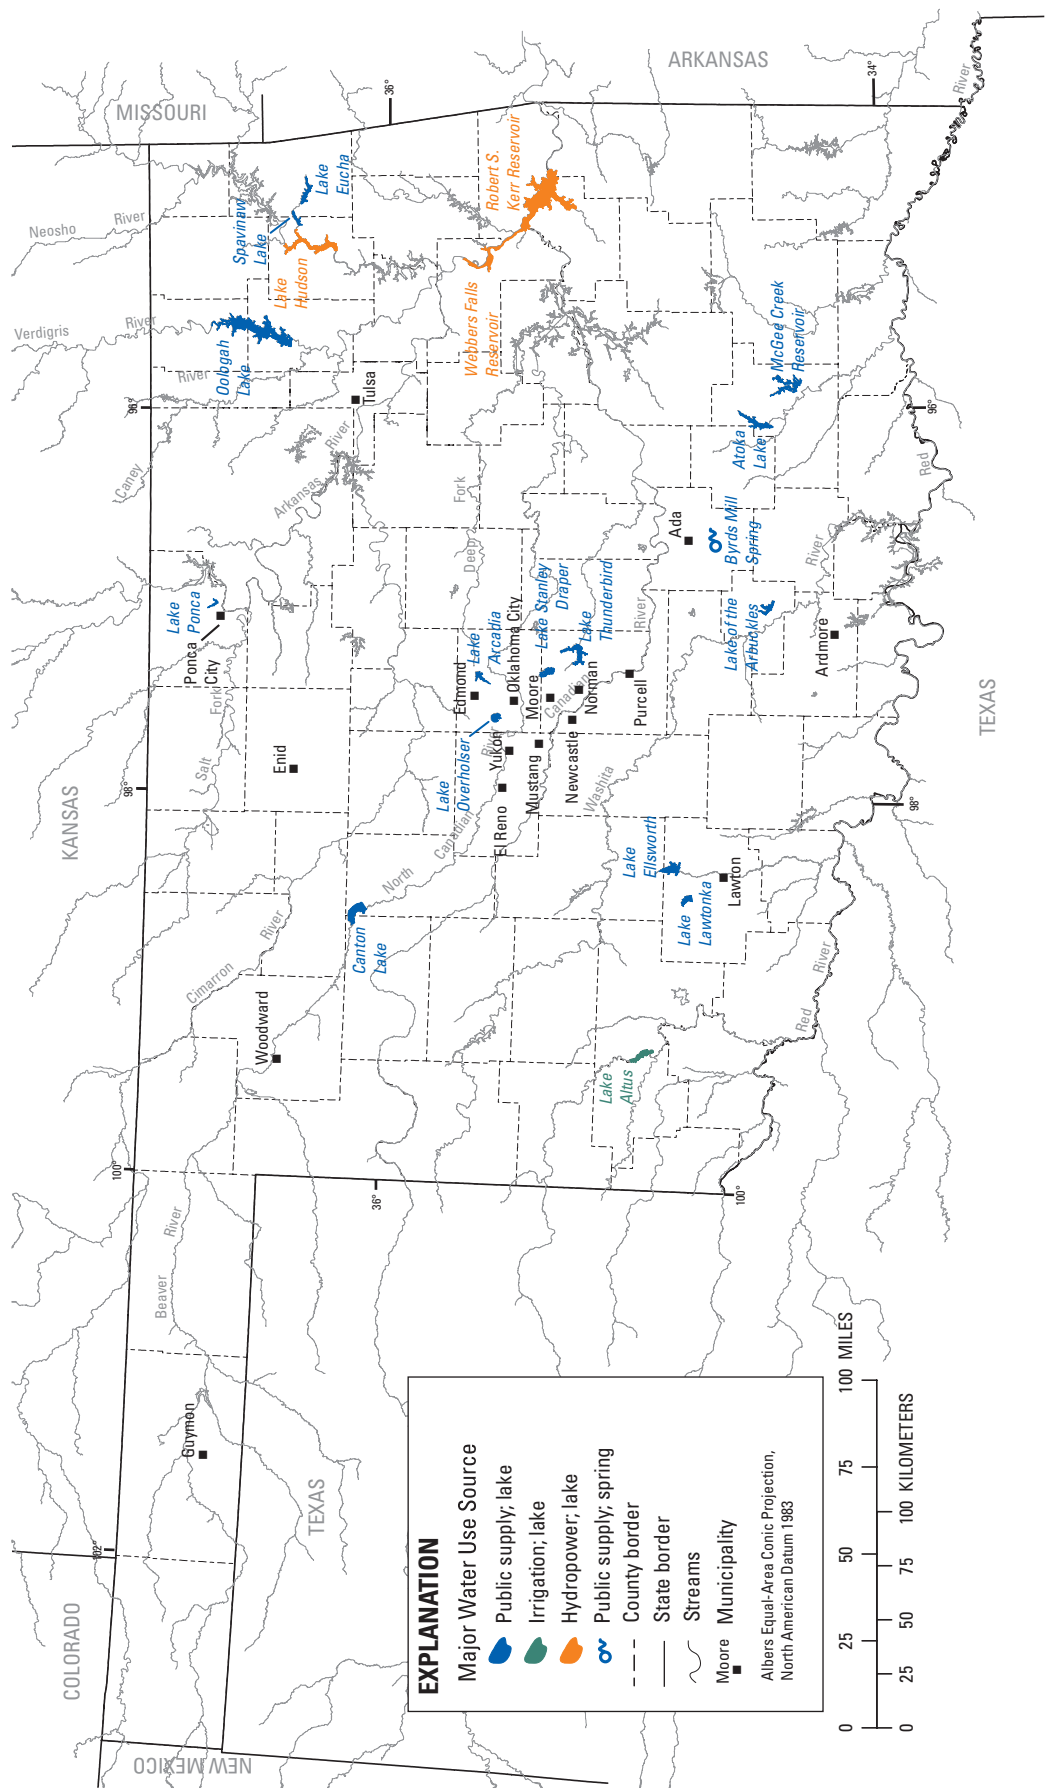 COLORADO
KANSAS
MISSOURI
ARKANSAS
NEW MEXICO
TEXAS
TEXAS
102°
100°
98°
96°
36°
36°
34°
100°
98°
96°
Guymon
Beaver
River
Cimarron
River
Woodward
Salt
Fork
Enid
Ponca
City
Lake
Ponca
Arkansas
River
Caney
River
Verdigris
River
Neosho
River
Oologah
Lake
Spavinaw
Lake
Lake
Eucha
Lake
Hudson
Tulsa
Canton
Lake
North
Canadian
River
Lake
Overholser
Edmond
Lake
Arcadia
Deep
Fork
Webbers Falls
Reservoir
Robert S.
Kerr Reservoir
El Reno
Yukon
Oklahoma City
Mustang
Moore
Lake Stanley
Draper
Newcastle
Norman
Lake
Thunderbird
Canadian
River
Purcell
Washita
River
Lake
Altus
Lake
Ellsworth
Lake
Lawtonka
Lawton
Ada
Byrds Mill
Spring
Lake of the
Arbuckles
Ardmore
Atoka
Lake
McGee Creek
Reservoir
Red
River
Red
River
EXPLANATION
Major Water Use Source
Public supply; lake
Irrigation; lake
Hydropower; lake
Public supply; spring
County border
State border
Streams
Moore
Municipality
Albers Equal-Area Conic Projection,
North American Datum 1983
0 25 50 75 100 MILES
0 25 50 75 100 KILOMETERS